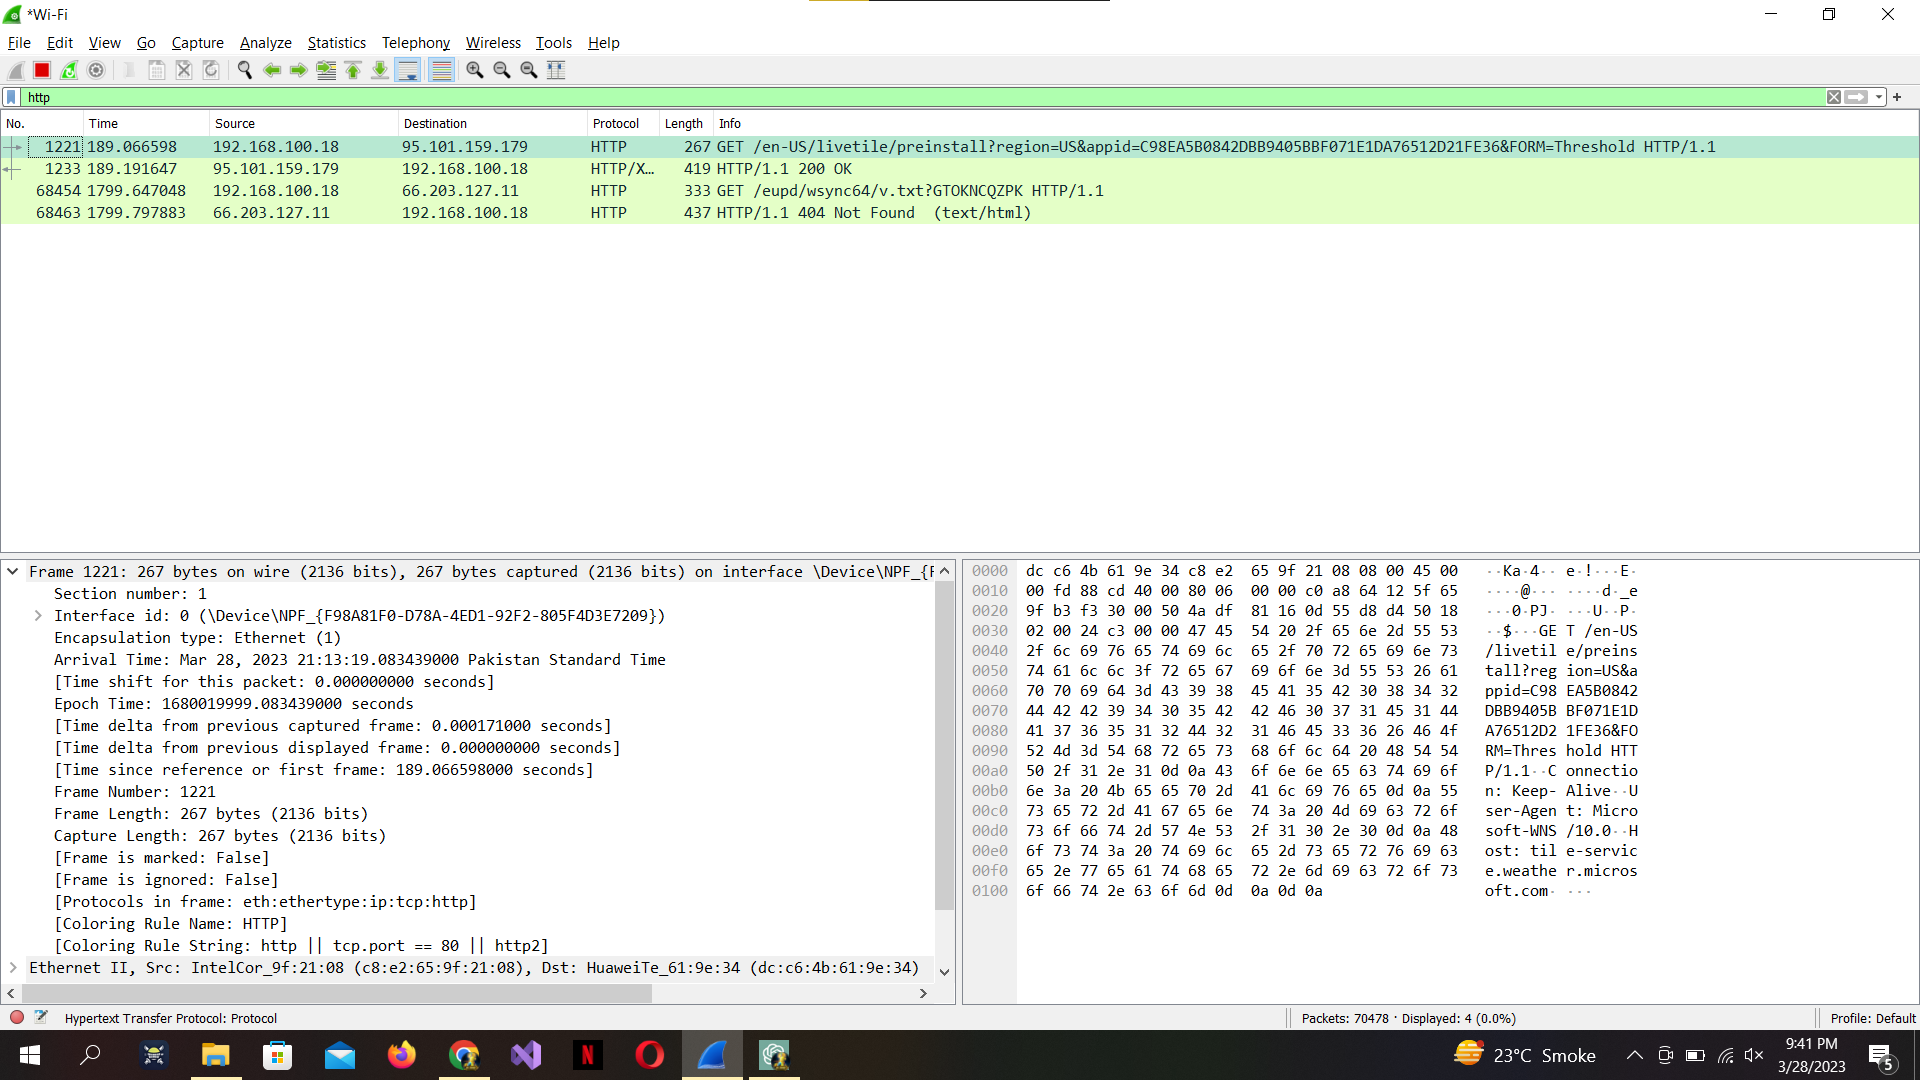 *Wi-Fi
File Edit View Go Capture Analyze Statistics Telephony Wireless Tools Help
http
No. Time Source Destination Protocol Length Info
1221 189.066598 192.168.100.18 95.101.159.179 HTTP 267 GET /en-US/livetile/preinstall?region=US&appid=C98EA5B0842DBB9405BBF071E1DA76512D21FE36&FORM=Threshold HTTP/1.1
1233 189.191647 95.101.159.179 192.168.100.18 HTTP/X… 419 HTTP/1.1 200 OK
68454 1799.647048 192.168.100.18 66.203.127.11 HTTP 333 GET /eupd/wsync64/v.txt?GTOKNCQZPK HTTP/1.1
68463 1799.797883 66.203.127.11 192.168.100.18 HTTP 437 HTTP/1.1 404 Not Found (text/html)
Frame 1221: 267 bytes on wire (2136 bits), 267 bytes captured (2136 bits) on interface \Device\NPF_{F
Section number: 1
Interface id: 0 (\Device\NPF_{F98A81F0-D78A-4ED1-92F2-805F4D3E7209})
Encapsulation type: Ethernet (1)
Arrival Time: Mar 28, 2023 21:13:19.083439000 Pakistan Standard Time
[Time shift for this packet: 0.000000000 seconds]
Epoch Time: 1680019999.083439000 seconds
[Time delta from previous captured frame: 0.000171000 seconds]
[Time delta from previous displayed frame: 0.000000000 seconds]
[Time since reference or first frame: 189.066598000 seconds]
Frame Number: 1221
Frame Length: 267 bytes (2136 bits)
Capture Length: 267 bytes (2136 bits)
[Frame is marked: False]
[Frame is ignored: False]
[Protocols in frame: eth:ethertype:ip:tcp:http]
[Coloring Rule Name: HTTP]
[Coloring Rule String: http || tcp.port == 80 || http2]
Ethernet II, Src: IntelCor_9f:21:08 (c8:e2:65:9f:21:08), Dst: HuaweiTe_61:9e:34 (dc:c6:4b:61:9e:34)
0000 dc c6 4b 61 9e 34 c8 e2 65 9f 21 08 08 00 45 00 ··Ka·4·· e·!···E·
0010 00 fd 88 cd 40 00 80 06 00 00 c0 a8 64 12 5f 65 ····@··· ····d·_e
0020 9f b3 f3 30 00 50 4a df 81 16 0d 55 d8 d4 50 18 ···0·PJ· ···U··P·
0030 02 00 24 c3 00 00 47 45 54 20 2f 65 6e 2d 55 53 ··$···GE T /en-US
0040 2f 6c 69 76 65 74 69 6c 65 2f 70 72 65 69 6e 73 /livetil e/preins
0050 74 61 6c 6c 3f 72 65 67 69 6f 6e 3d 55 53 26 61 tall?reg ion=US&a
0060 70 70 69 64 3d 43 39 38 45 41 35 42 30 38 34 32 ppid=C98 EA5B0842
0070 44 42 42 39 34 30 35 42 42 46 30 37 31 45 31 44 DBB9405B BF071E1D
0080 41 37 36 35 31 32 44 32 31 46 45 33 36 26 46 4f A76512D2 1FE36&FO
0090 52 4d 3d 54 68 72 65 73 68 6f 6c 64 20 48 54 54 RM=Thres hold HTT
00a0 50 2f 31 2e 31 0d 0a 43 6f 6e 6e 65 63 74 69 6f P/1.1··C onnectio
00b0 6e 3a 20 4b 65 65 70 2d 41 6c 69 76 65 0d 0a 55 n: Keep- Alive··U
00c0 73 65 72 2d 41 67 65 6e 74 3a 20 4d 69 63 72 6f ser-Agen t: Micro
00d0 73 6f 66 74 2d 57 4e 53 2f 31 30 2e 30 0d 0a 48 soft-WNS /10.0··H
00e0 6f 73 74 3a 20 74 69 6c 65 2d 73 65 72 76 69 63 ost: til e-servic
00f0 65 2e 77 65 61 74 68 65 72 2e 6d 69 63 72 6f 73 e.weathe r.micros
0100 6f 66 74 2e 63 6f 6d 0d 0a 0d 0a oft.com· ···
Hypertext Transfer Protocol: Protocol
Packets: 70478 · Displayed: 4 (0.0%)
Profile: Default
23°C Smoke
9:41 PM
3/28/2023
5